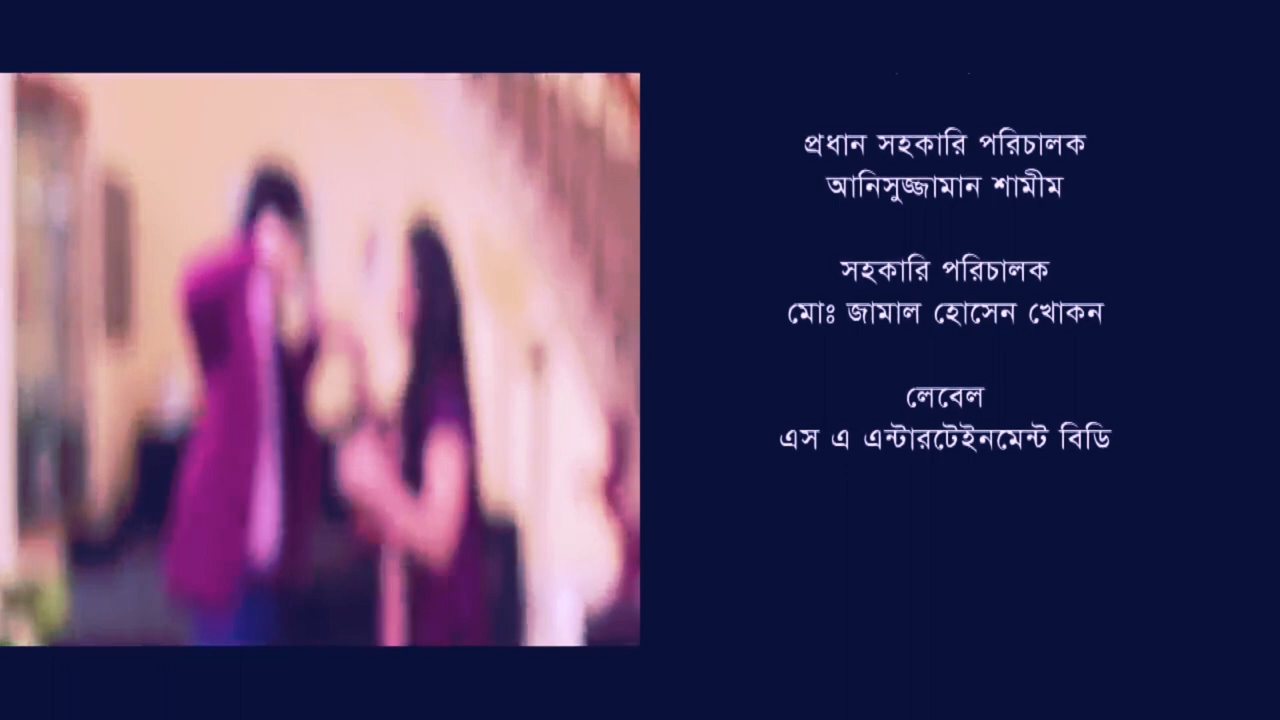 প্রধান সহকারি পরিচালক
আনিসুজ্জামান শামীম
সহকারি পরিচালক
মোঃ জামাল হোসেন খোকন
লেবেল
এস এ এন্টারটেইনমেন্ট বিডি